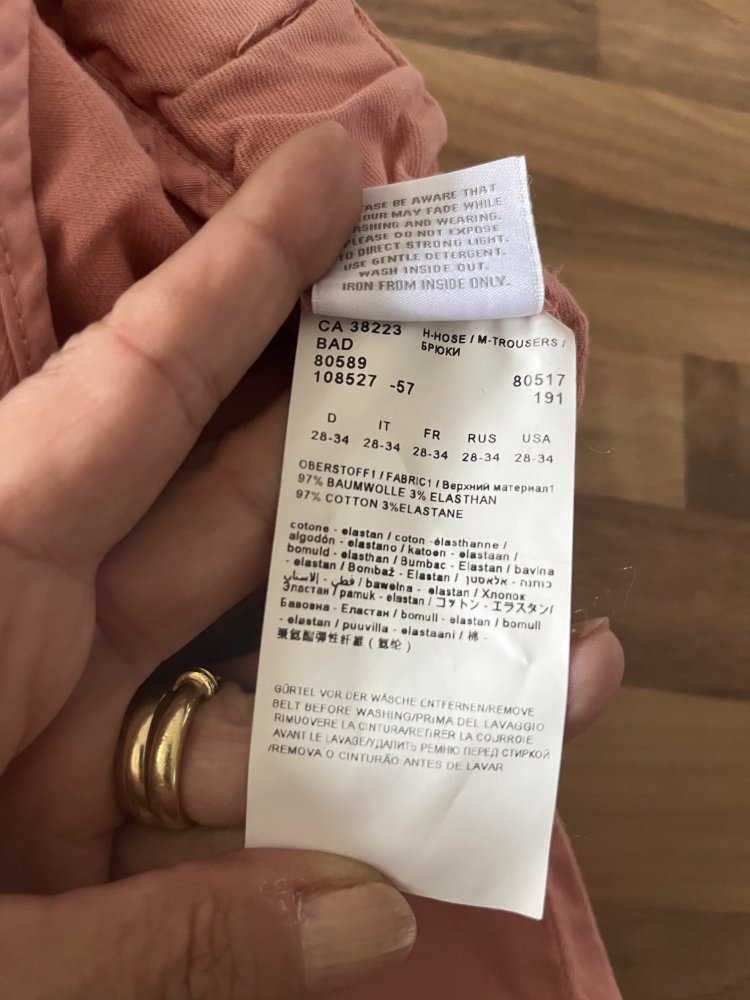 BE AWARE THAT
OUR MAY FADE WHILE
ASHING AND WEARING.
PLEASE DO NOT EXPOSE
TO DIRECT STRONG LIGHT.
USE GENTLE DETERGENT.
WASH INSIDE OUT.
IRON FROM INSIDE ONLY.
CA 38223
BAD
80589
108527 -57
H-HOSE / M-TROUSERS /
БРЮКИ
80517
191
D IT FR RUS USA
28-34 28-34 28-34 28-34 28-34
OBERSTOFF1 / FABRIC1 / Верхний материал1
97% BAUMWOLLE 3% ELASTHAN
97% COTTON 3%ELASTANE
cotone - elastan / coton -élasthanne /
algodón - elastano / katoen - elastaan /
bomuld - elasthan / Bumbac - Elastan / bavlna
- elastan / Bombaž - Elastan / כותנה - אלאסטן
قطن - إلاستان / bawełna - elastan / Хлопок
Эластан / pamuk - elastan / コットン - エラスタン/
Бавовна - Еластан / bomull - elastan / bomull
- elastan / puuvilla - elastaani / 棉 -
聚氨酯弹性纤维 ( 氨纶 )
GÜRTEL VOR DER WÄSCHE ENTFERNEN/REMOVE
BELT BEFORE WASHING/PRIMA DEL LAVAGGIO
RIMUOVERE LA CINTURA/RETIRER LA COURROIE
AVANT LE LAVAGE/УДАЛИТЬ РЕМНЮ ПЕРЕД СТИРКОЙ
/REMOVA O CINTURÃO ANTES DE LAVAR